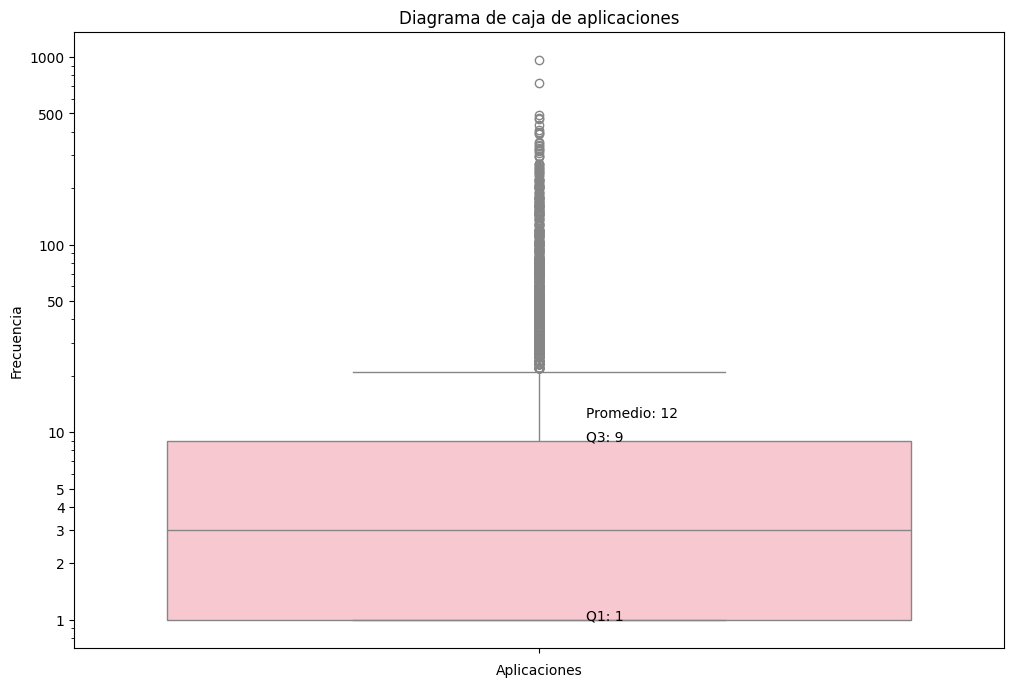 Diagrama de caja de aplicaciones
1000
500
100
50
10
5
4
3
2
1
Frecuencia
Promedio: 12
Q3: 9
Q1: 1
Aplicaciones